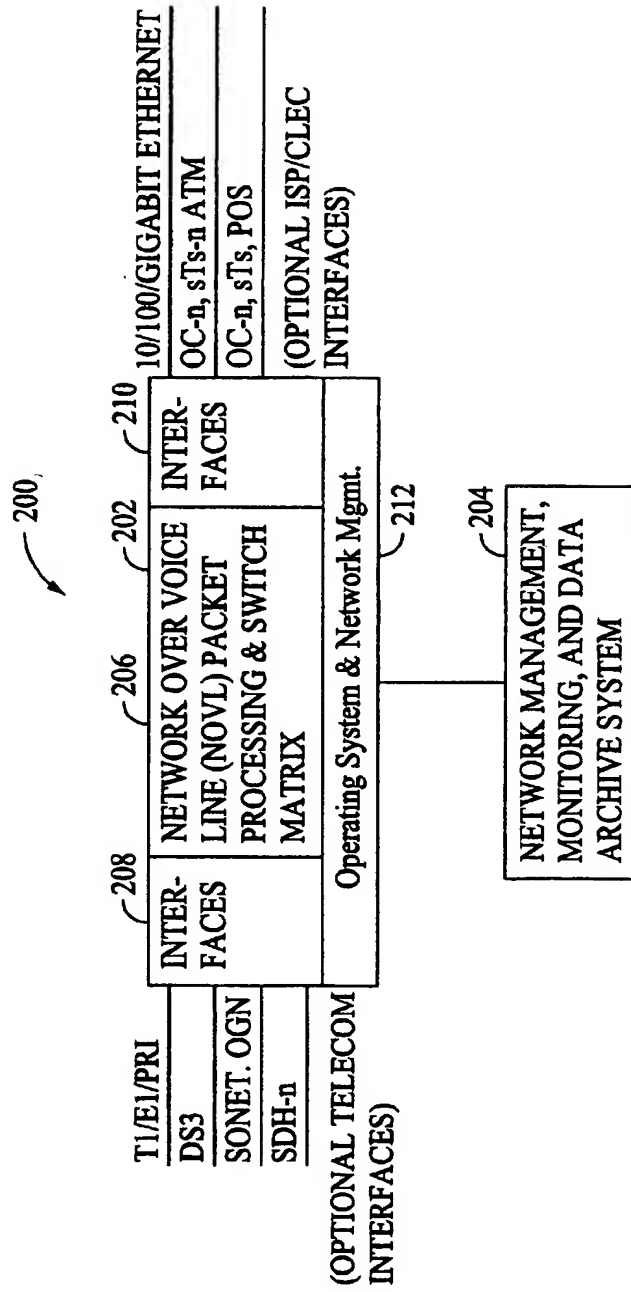 200
T1/E1/PRI
DS3
SONET. OGN
SDH-n
(OPTIONAL TELECOM
INTERFACES)
208
INTER-
FACES
206
202
NETWORK OVER VOICE
LINE (NOVL) PACKET
PROCESSING & SWITCH
MATRIX
210
INTER-
FACES
10/100/GIGABIT ETHERNET
OC-n, sTs-n ATM
OC-n, sTs, POS
(OPTIONAL ISP/CLEC
INTERFACES)
Operating System & Network Mgmt.
212
204
NETWORK MANAGEMENT,
MONITORING, AND DATA
ARCHIVE SYSTEM